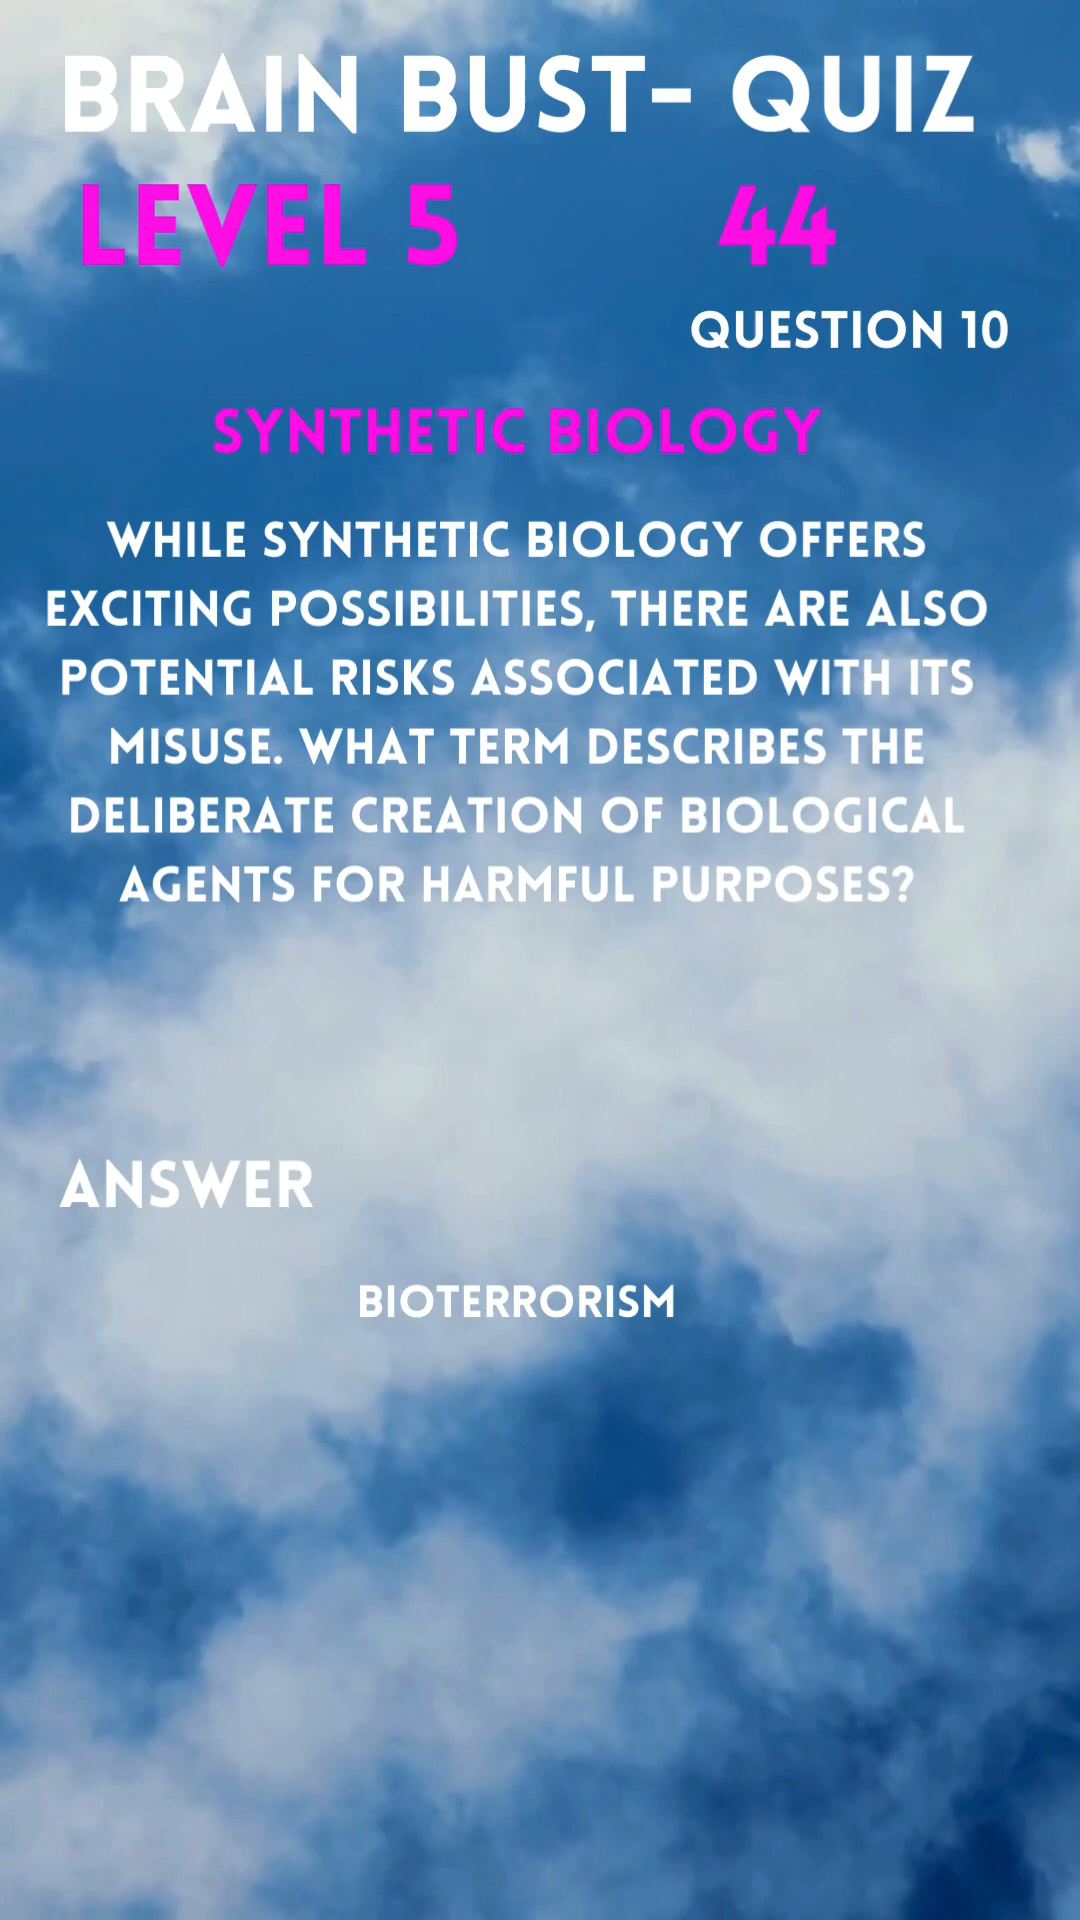 BRAIN BUST- QUIZ
LEVEL 5 44
QUESTION 10
SYNTHETIC BIOLOGY
WHILE SYNTHETIC BIOLOGY OFFERS
EXCITING POSSIBILITIES, THERE ARE ALSO
POTENTIAL RISKS ASSOCIATED WITH ITS
MISUSE. WHAT TERM DESCRIBES THE
DELIBERATE CREATION OF BIOLOGICAL
AGENTS FOR HARMFUL PURPOSES?
ANSWER
BIOTERRORISM